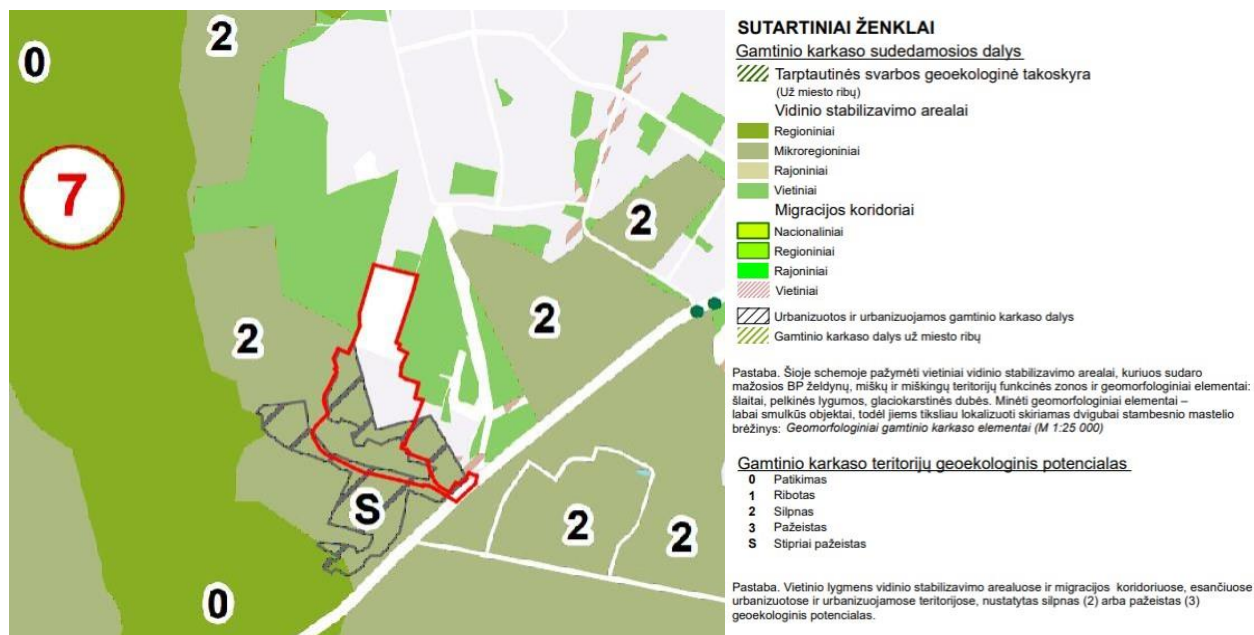 0
2
7
2
2
2
S
2
2
0
SUTARTINIAI ŽENKLAI
Gamtinio karkaso sudedamosios dalys
Tarptautinės svarbos geoekologinė takoskyra
(Už miesto ribų)
Vidinio stabilizavimo arealai
Regioniniai
Mikroregioniniai
Rajoniniai
Vietiniai
Migracijos koridoriai
Nacionaliniai
Regioniniai
Rajoniniai
Vietiniai
Urbanizuotos ir urbanizuojamos gamtinio karkaso dalys
Gamtinio karkaso dalys už miesto ribų
Pastaba. Šioje schemoje pažymėti vietiniai vidinio stabilizavimo arealai, kuriuos sudaro
mažosios BP želdynų, miškų ir miškingų teritorijų funkcinės zonos ir geomorfologiniai elementai:
šlaitai, pelkinės lygumos, glaciokarstinės dubės. Minėti geomorfologiniai elementai –
labai smulkūs objektai, todėl jiems tiksliau lokalizuoti skiriamas dvigubai stambesnio mastelio
brėžinys: Geomorfologiniai gamtinio karkaso elementai (M 1:25 000)
Gamtinio karkaso teritorijų geoekologinis potencialas
0 Patikimas
1 Ribotas
2 Silpnas
3 Pažeistas
S Stipriai pažeistas
Pastaba. Vietinio lygmens vidinio stabilizavimo arealuose ir migracijos koridoriuose, esančiuose
urbanizuotose ir urbanizuojamose teritorijose, nustatytas silpnas (2) arba pažeistas (3)
geoekologinis potencialas.